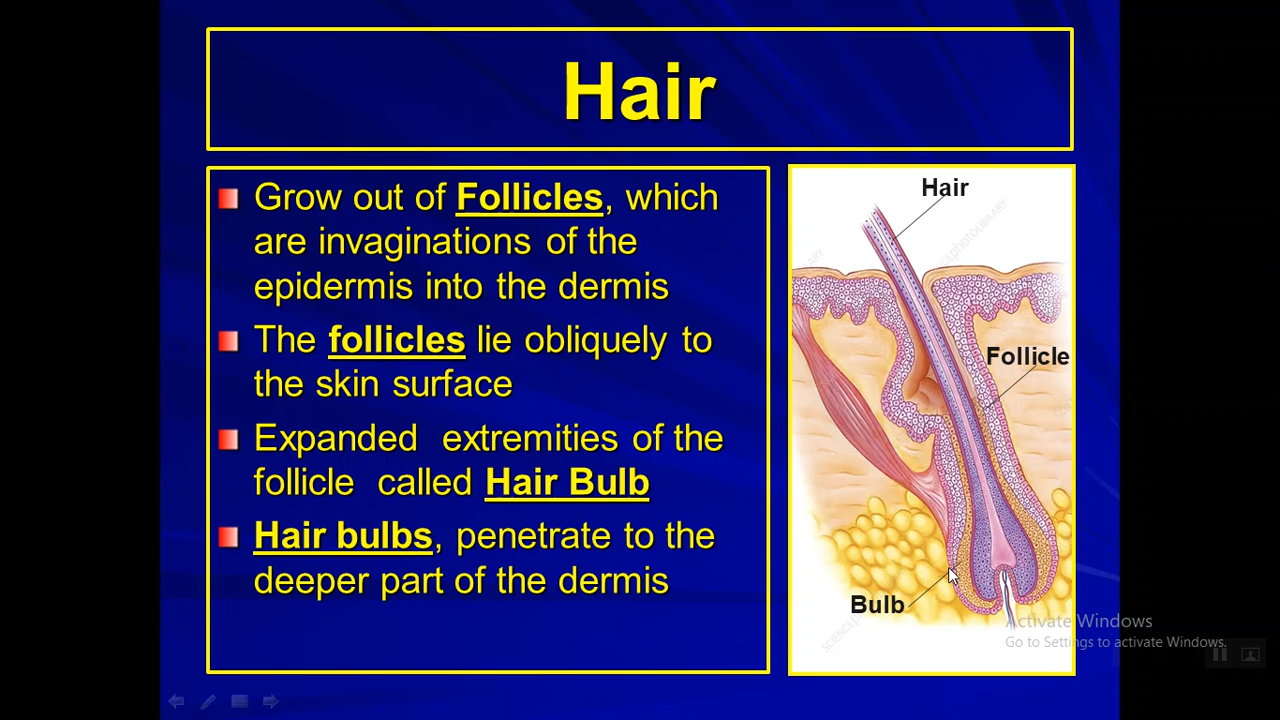 Hair
Grow out of Follicles, which
are invaginations of the
epidermis into the dermis
The follicles lie obliquely to
the skin surface
Expanded extremities of the
follicle called Hair Bulb
Hair bulbs, penetrate to the
deeper part of the dermis
Hair
Follicle
Bulb
Activate Windows
Go to Settings to activate Windows.